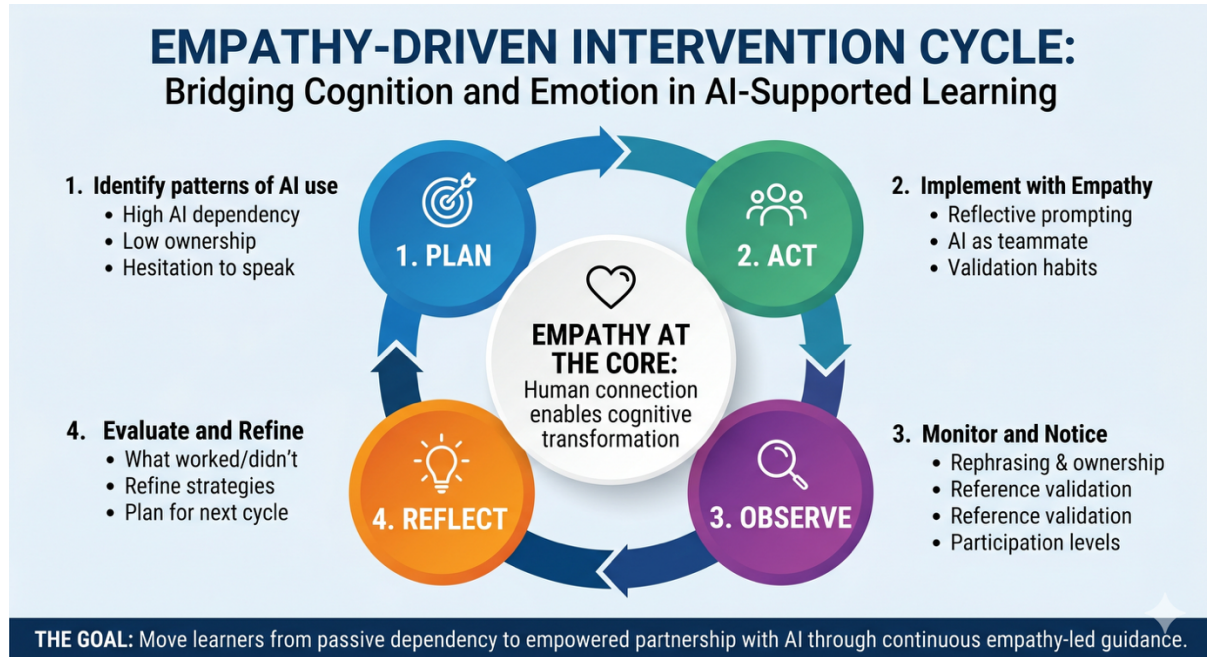 EMPATHY-DRIVEN INTERVENTION CYCLE:
Bridging Cognition and Emotion in AI-Supported Learning
1. Identify patterns of AI use
• High AI dependency
• Low ownership
• Hesitation to speak
1. PLAN
2. ACT
2. Implement with Empathy
• Reflective prompting
• AI as teammate
• Validation habits
EMPATHY AT
THE CORE:
Human connection
enables cognitive
transformation
4. Evaluate and Refine
• What worked/didn't
• Refine strategies
• Plan for next cycle
4. REFLECT
3. OBSERVE
3. Monitor and Notice
• Rephrasing & ownership
• Reference validation
• Reference validation
• Participation levels
THE GOAL: Move learners from passive dependency to empowered partnership with AI through continuous empathy-led guidance.